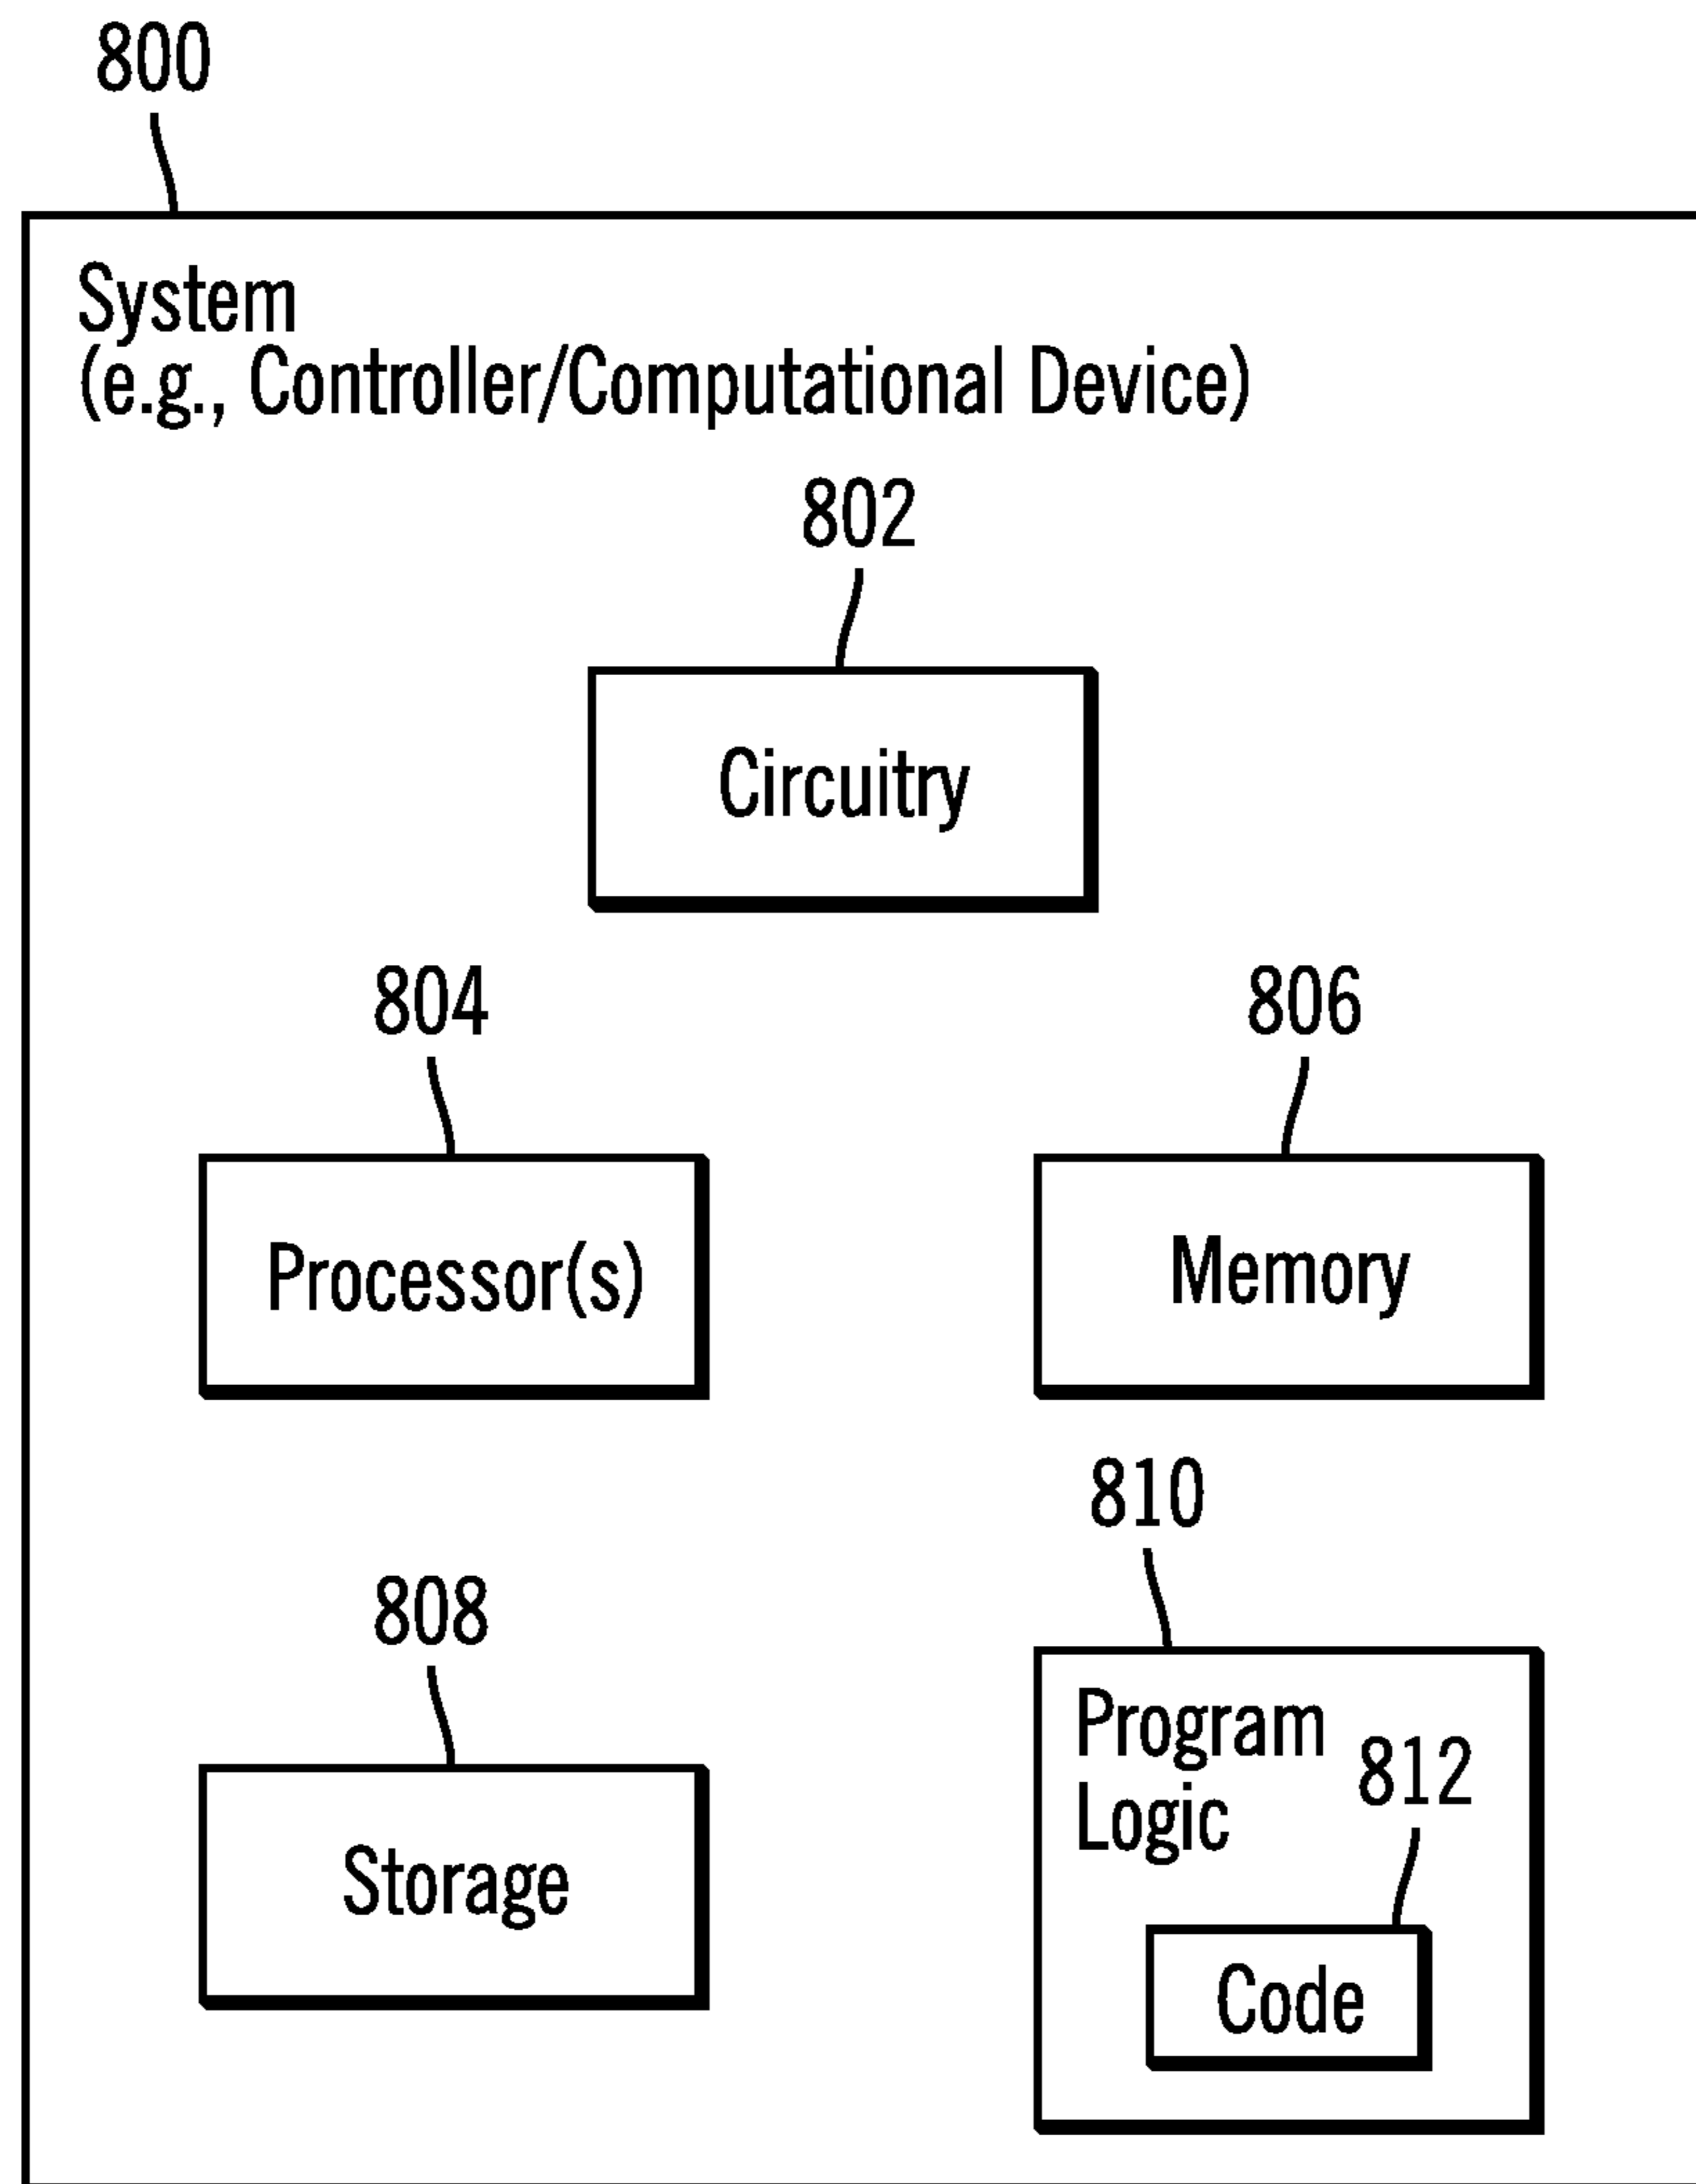 800
System
(e.g., Controller/Computational Device)
802
Circuitry
804
806
Processor(s)
Memory
810
808
Program
Logic
812
Storage
Code